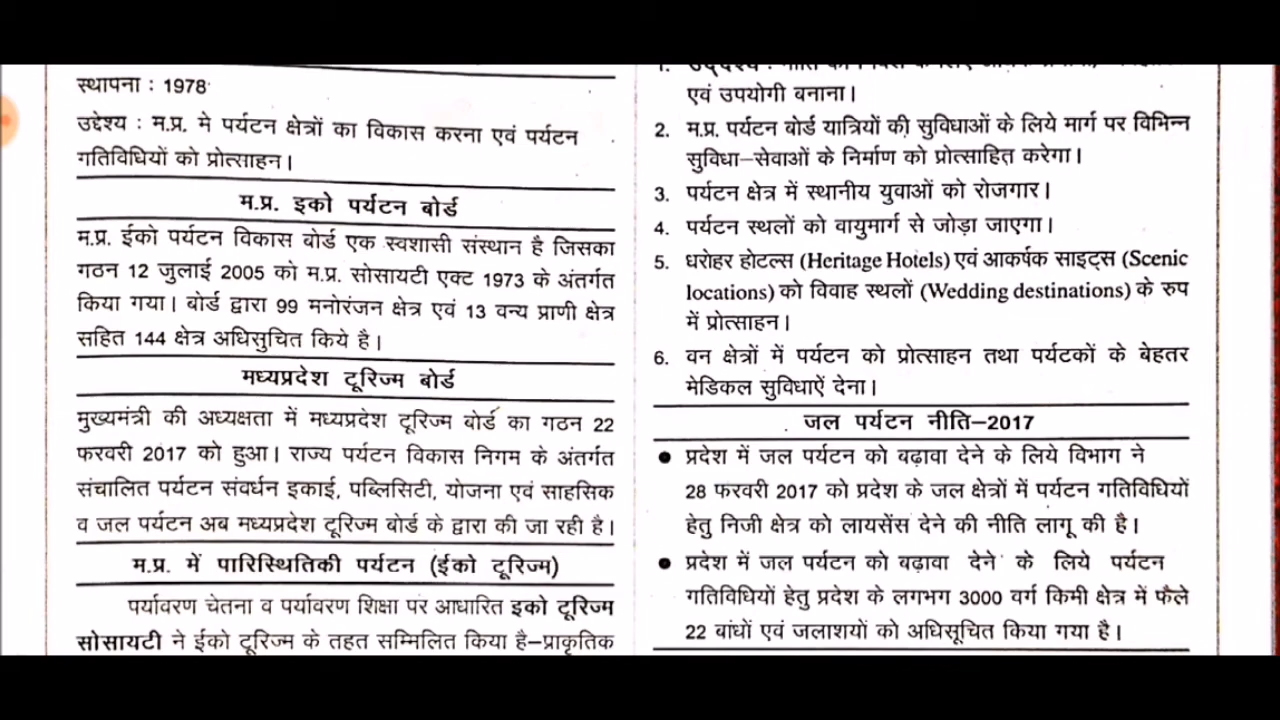 स्थापना : 1978
उद्देश्य : म.प्र. मे पर्यटन क्षेत्रों का विकास करना एवं पर्यटन
गतिविधियों को प्रोत्साहन।
म.प्र. इको पर्यटन बोर्ड
म.प्र. ईको पर्यटन विकास बोर्ड एक स्वशासी संस्थान है जिसका
गठन 12 जुलाई 2005 को म.प्र. सोसायटी एक्ट 1973 के अंतर्गत
किया गया। बोर्ड द्वारा 99 मनोरंजन क्षेत्र एवं 13 वन्य प्राणी क्षेत्र
सहित 144 क्षेत्र अधिसुचित किये है।
मध्यप्रदेश टूरिज्म बोर्ड
मुख्यमंत्री की अध्यक्षता में मध्यप्रदेश टूरिज्म बोर्ड का गठन 22
फरवरी 2017 को हुआ। राज्य पर्यटन विकास निगम के अंतर्गत
संचालित पर्यटन संवर्धन इकाई, पब्लिसिटी, योजना एवं साहसिक
व जल पर्यटन अब मध्यप्रदेश टूरिज्म बोर्ड के द्वारा की जा रही है।
म.प्र. में पारिस्थितिकी पर्यटन (ईको टूरिज्म)
पर्यावरण चेतना व पर्यावरण शिक्षा पर आधारित इको टूरिज्म
सोसायटी ने ईको टूरिज्म के तहत सम्मिलित किया है–प्राकृतिक
1. उद्देश्य :
एवं उपयोगी बनाना।
2. म.प्र. पर्यटन बोर्ड यात्रियों की सुविधाओं के लिये मार्ग पर विभिन्न
सुविधा–सेवाओं के निर्माण को प्रोत्साहित करेगा।
3. पर्यटन क्षेत्र में स्थानीय युवाओं को रोजगार।
4. पर्यटन स्थलों को वायुमार्ग से जोड़ा जाएगा।
5. धरोहर होटल्स (Heritage Hotels) एवं आकर्षक साइट्स (Scenic
locations) को विवाह स्थलों (Wedding destinations) के रुप
में प्रोत्साहन।
6. वन क्षेत्रों में पर्यटन को प्रोत्साहन तथा पर्यटकों के बेहतर
मेडिकल सुविधाऐं देना।
जल पर्यटन नीति–2017
● प्रदेश में जल पर्यटन को बढ़ावा देने के लिये विभाग ने
28 फरवरी 2017 को प्रदेश के जल क्षेत्रों में पर्यटन गतिविधियों
हेतु निजी क्षेत्र को लायसेंस देने की नीति लागू की है।
● प्रदेश में जल पर्यटन को बढ़ावा देने के लिये पर्यटन
गतिविधियों हेतु प्रदेश के लगभग 3000 वर्ग किमी क्षेत्र में फैले
22 बांधों एवं जलाशयों को अधिसूचित किया गया है।